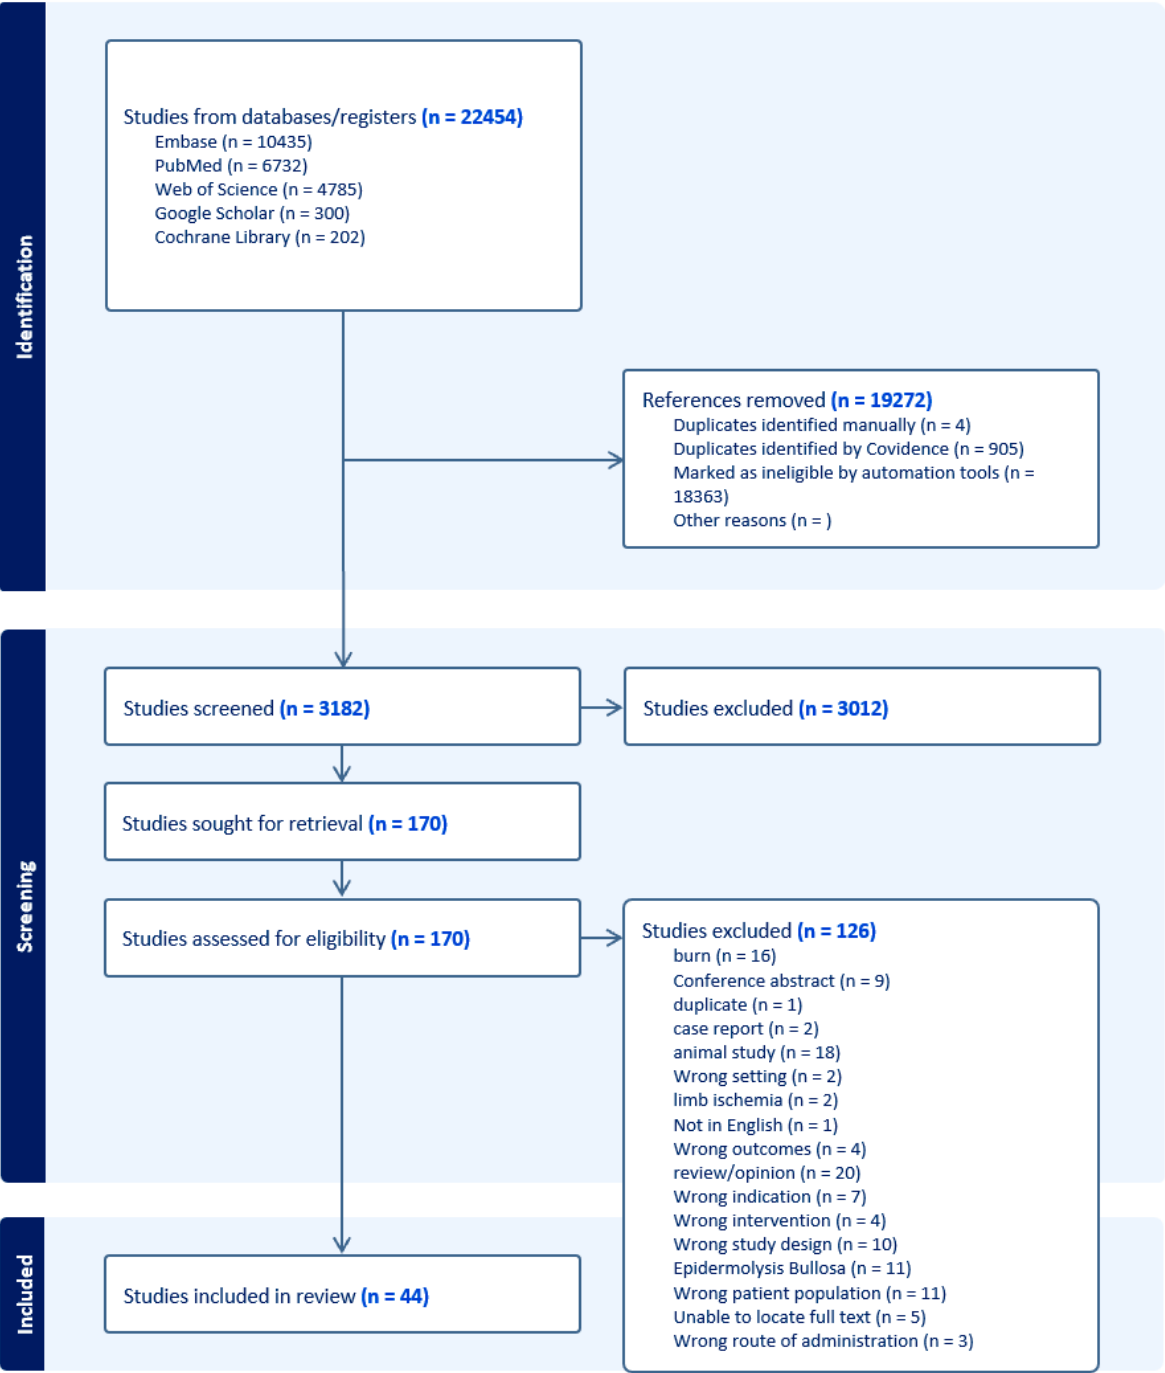 Identification
Studies from databases/registers (n = 22454)
Embase (n = 10435)
PubMed (n = 6732)
Web of Science (n = 4785)
Google Scholar (n = 300)
Cochrane Library (n = 202)
References removed (n = 19272)
Duplicates identified manually (n = 4)
Duplicates identified by Covidence (n = 905)
Marked as ineligible by automation tools (n =
18363)
Other reasons (n = )
Screening
Studies screened (n = 3182)
Studies excluded (n = 3012)
Studies sought for retrieval (n = 170)
Studies assessed for eligibility (n = 170)
Studies excluded (n = 126)
burn (n = 16)
Conference abstract (n = 9)
duplicate (n = 1)
case report (n = 2)
animal study (n = 18)
Wrong setting (n = 2)
limb ischemia (n = 2)
Not in English (n = 1)
Wrong outcomes (n = 4)
review/opinion (n = 20)
Wrong indication (n = 7)
Wrong intervention (n = 4)
Wrong study design (n = 10)
Epidermolysis Bullosa (n = 11)
Wrong patient population (n = 11)
Unable to locate full text (n = 5)
Wrong route of administration (n = 3)
Included
Studies included in review (n = 44)